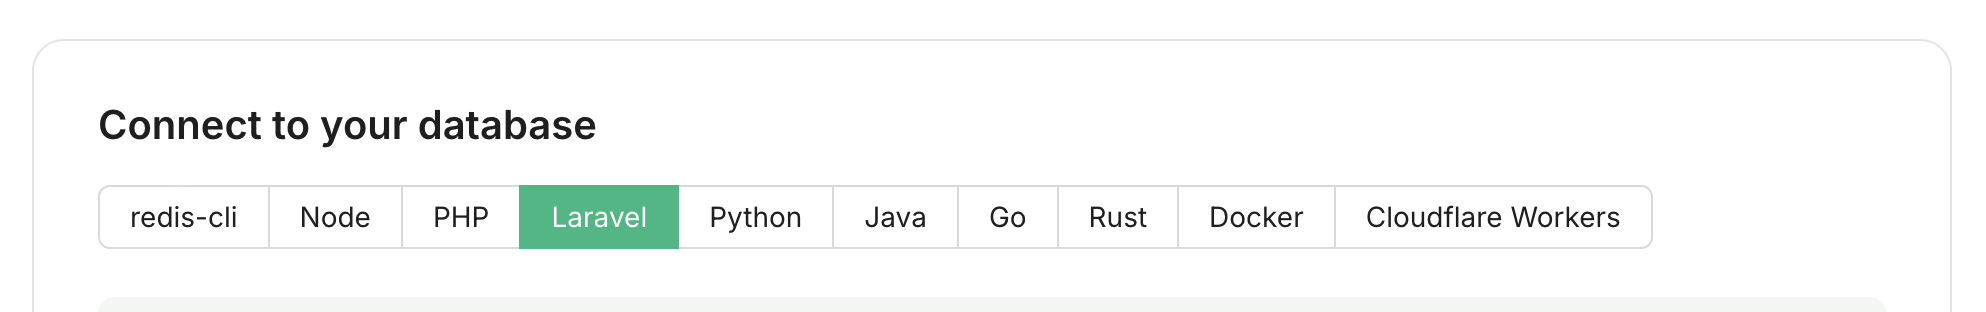 Connect to your database
redis-cli Node PHP Laravel Python Java Go Rust Docker Cloudflare Workers